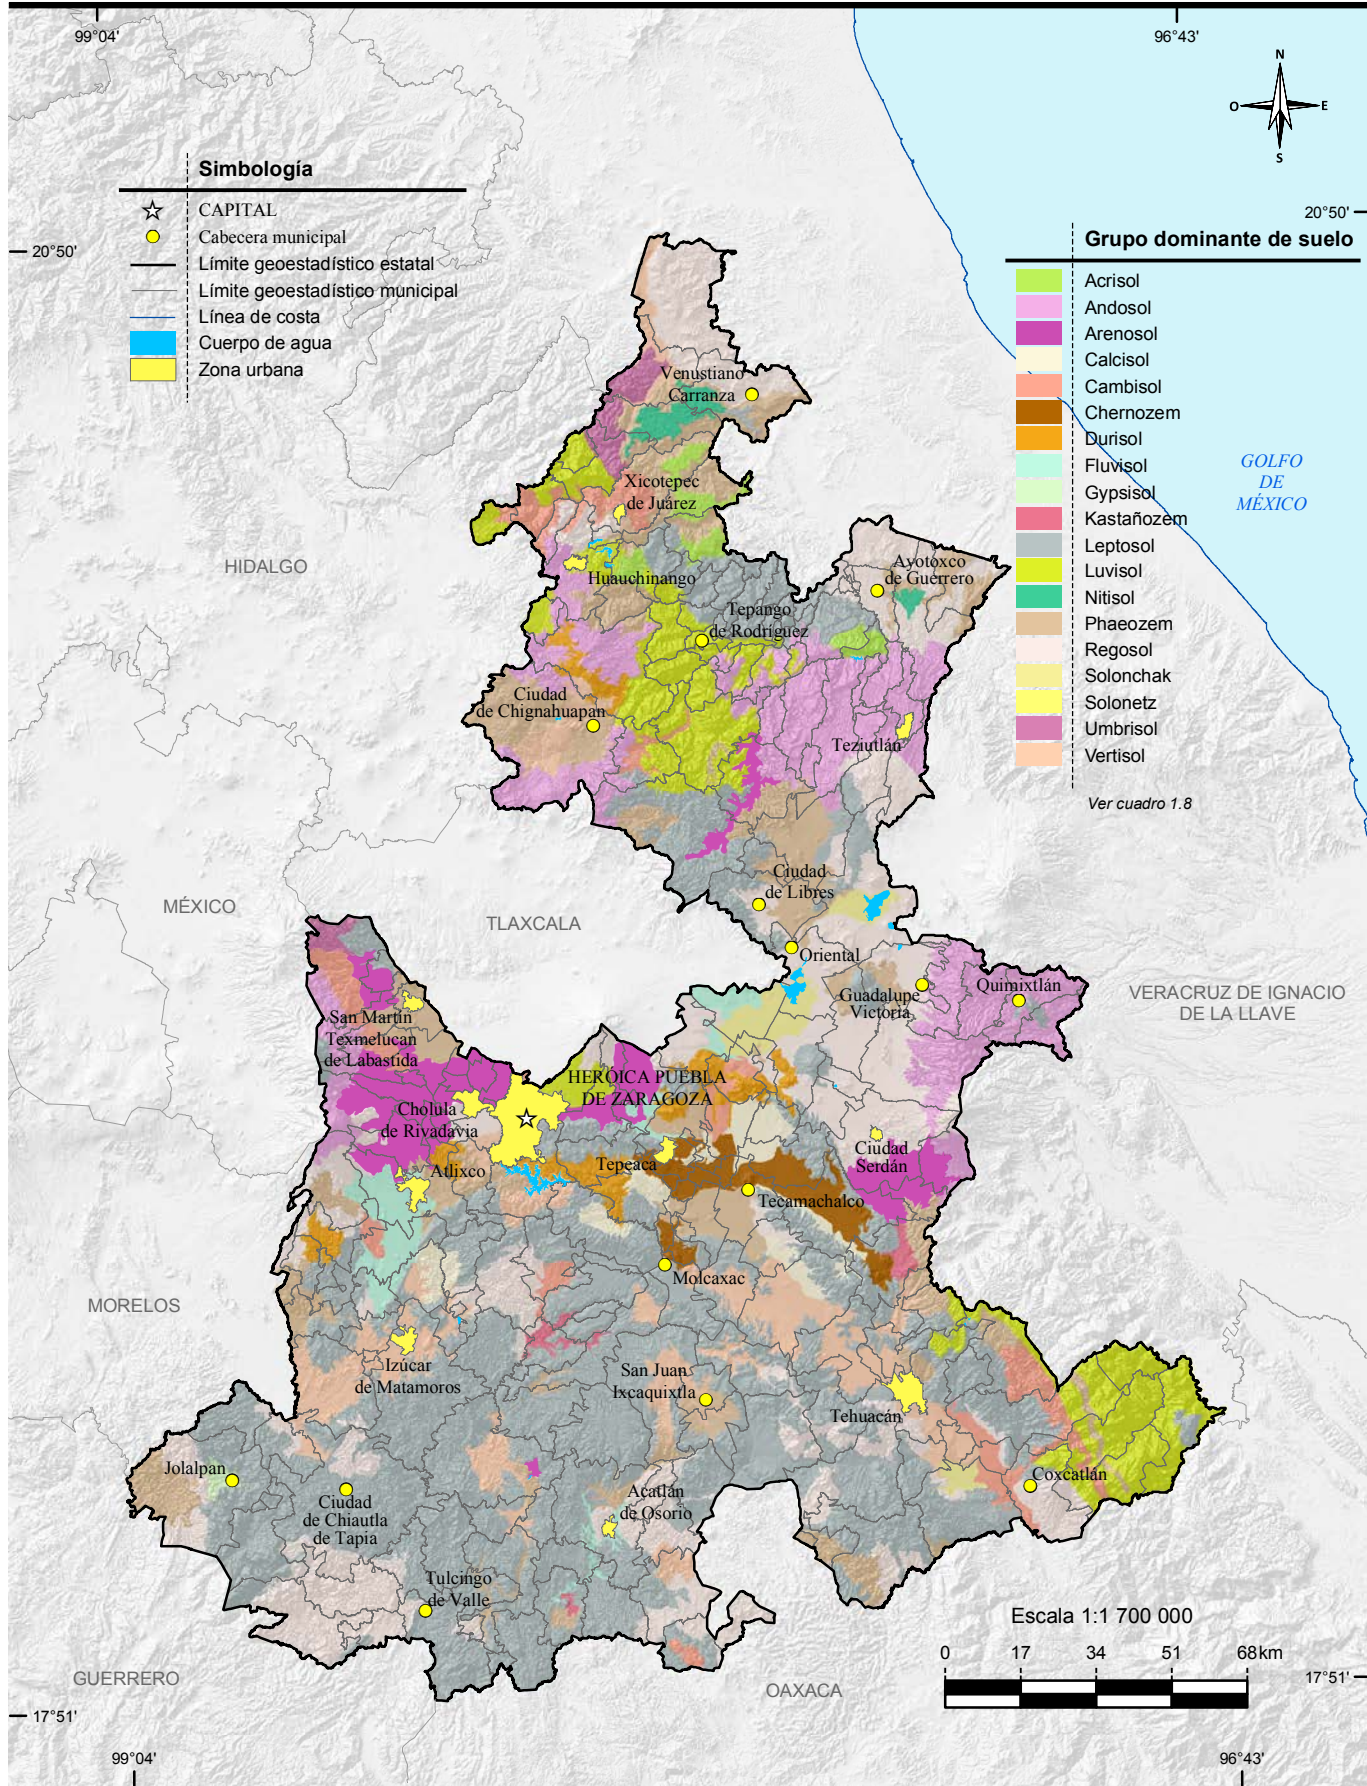 99°04'
96°43'
N
O
E
S
Simbología
CAPITAL
Cabecera municipal
Límite geoestadístico estatal
Límite geoestadístico municipal
Línea de costa
Cuerpo de agua
Zona urbana
20°50'
20°50'
Grupo dominante de suelo
Acrisol
Andosol
Arenosol
Calcisol
Cambisol
Chernozem
Durisol
Fluvisol
Gypsisol
Kastañozem
Leptosol
Luvisol
Nitisol
Phaeozem
Regosol
Solonchak
Solonetz
Umbrisol
Vertisol
Ver cuadro 1.8
GOLFO
DE
MÉXICO
Venustiano
Carranza
Xicotepec
de Juárez
HIDALGO
Huauchinango
Ayotoxco
de Guerrero
Tepango
de Rodríguez
Ciudad
de Chignahuapan
Teziutlán
Ciudad
de Libres
MÉXICO
TLAXCALA
Oriental
Guadalupe
Victoria
Quimixtlán
VERACRUZ DE IGNACIO
DE LA LLAVE
San Martín
Texmelucan
de Labastida
HERÓICA PUEBLA
DE ZARAGOZA
Cholula
de Rivadavia
Ciudad
Serdán
Atlixco
Tepeaca
Tecamachalco
Molcaxac
MORELOS
Izúcar
de Matamoros
San Juan
Ixcaquixtla
Tehuacán
Jolalpan
Ciudad
de Chiautla
de Tapia
Acatlán
de Osorio
Coxcatlán
Tulcingo
de Valle
GUERRERO
OAXACA
Escala 1:1 700 000
0 17 34 51 68km
17°51'
17°51'
99°04'
96°43'